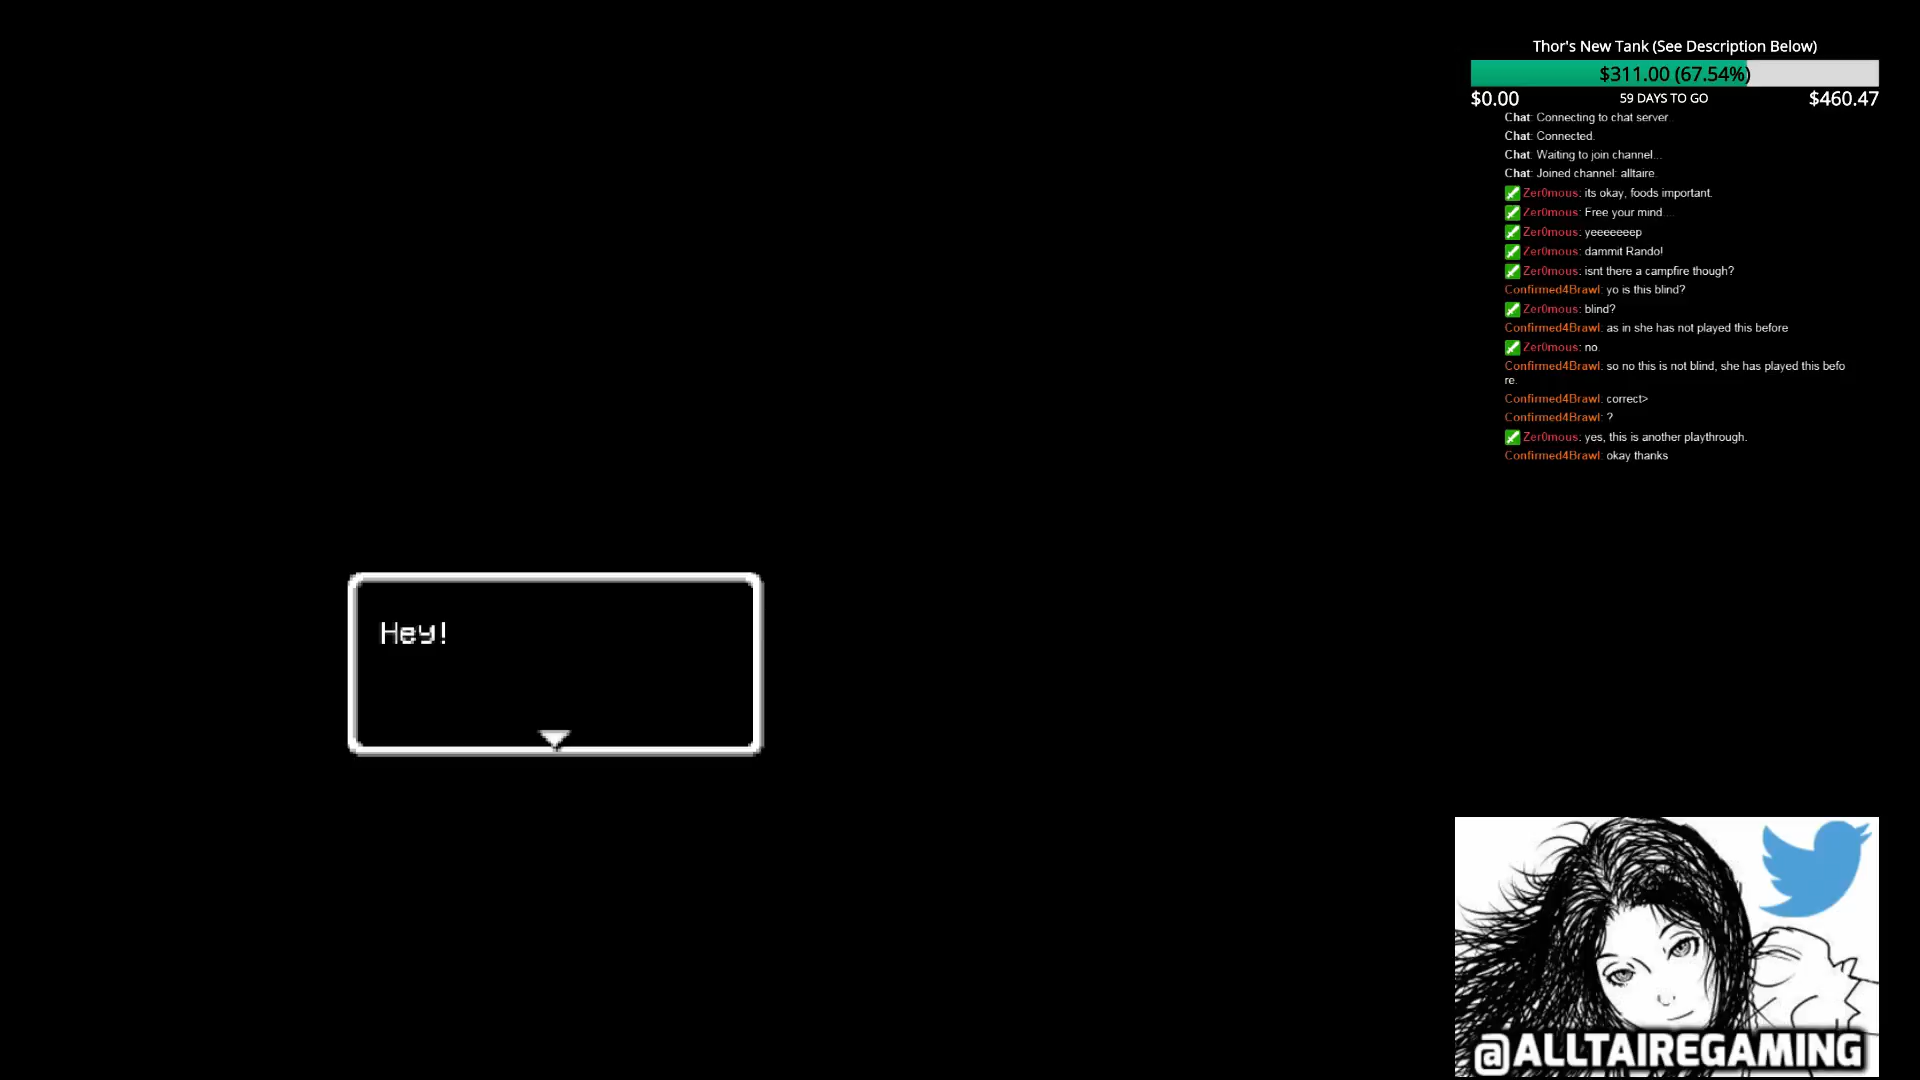 Thor's New Tank (See Description Below)
$311.00 (67.54%)
$0.00 59 DAYS TO GO $460.47
Chat: Connecting to chat server..
Chat: Connected.
Chat: Waiting to join channel...
Chat: Joined channel: alltaire.
Zer0mous: its okay, foods important.
Zer0mous: Free your mind....
Zer0mous: yeeeeeeep
Zer0mous: dammit Rando!
Zer0mous: isnt there a campfire though?
Confirmed4Brawl: yo is this blind?
Zer0mous: blind?
Confirmed4Brawl: as in she has not played this before
Zer0mous: no.
Confirmed4Brawl: so no this is not blind, she has played this befo
re.
Confirmed4Brawl: correct>
Confirmed4Brawl: ?
Zer0mous: yes, this is another playthrough.
Confirmed4Brawl: okay thanks
Hey!
@ALLTAIREGAMING